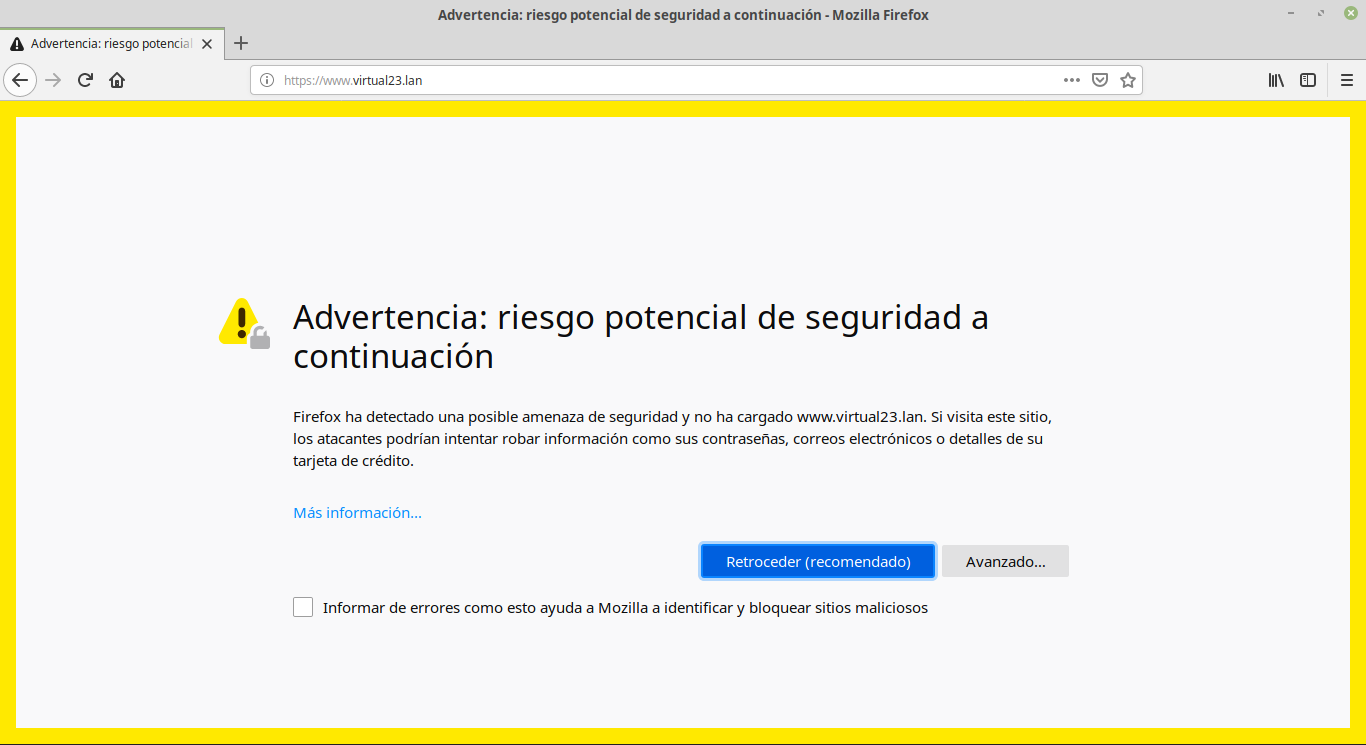 Advertencia: riesgo potencial de seguridad a continuación - Mozilla Firefox
Advertencia: riesgo potencial
https://www.virtual23.lan
Advertencia: riesgo potencial de seguridad a
continuación
Firefox ha detectado una posible amenaza de seguridad y no ha cargado www.virtual23.lan. Si visita este sitio,
los atacantes podrían intentar robar información como sus contraseñas, correos electrónicos o detalles de su
tarjeta de crédito.
Más información...
Retroceder (recomendado) Avanzado...
Informar de errores como esto ayuda a Mozilla a identificar y bloquear sitios maliciosos